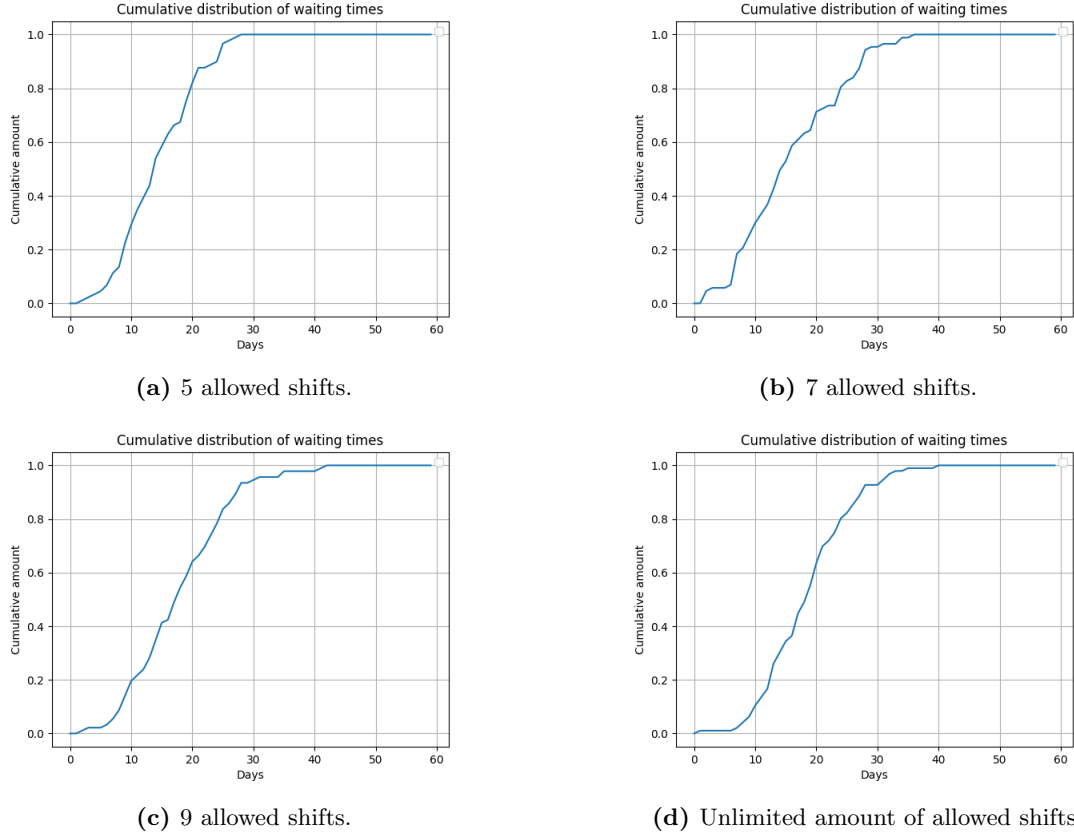 Cumulative distribution of waiting times
1.0
0.8
0.6
0.4
0.2
0.0
Cumulative amount
0 10 20 30 40 50 60
Days
(a) 5 allowed shifts.
Cumulative distribution of waiting times
1.0
0.8
0.6
0.4
0.2
0.0
Cumulative amount
0 10 20 30 40 50 60
Days
(b) 7 allowed shifts.
Cumulative distribution of waiting times
1.0
0.8
0.6
0.4
0.2
0.0
Cumulative amount
0 10 20 30 40 50 60
Days
(c) 9 allowed shifts.
Cumulative distribution of waiting times
1.0
0.8
0.6
0.4
0.2
0.0
Cumulative amount
0 10 20 30 40 50 60
Days
(d) Unlimited amount of allowed shifts